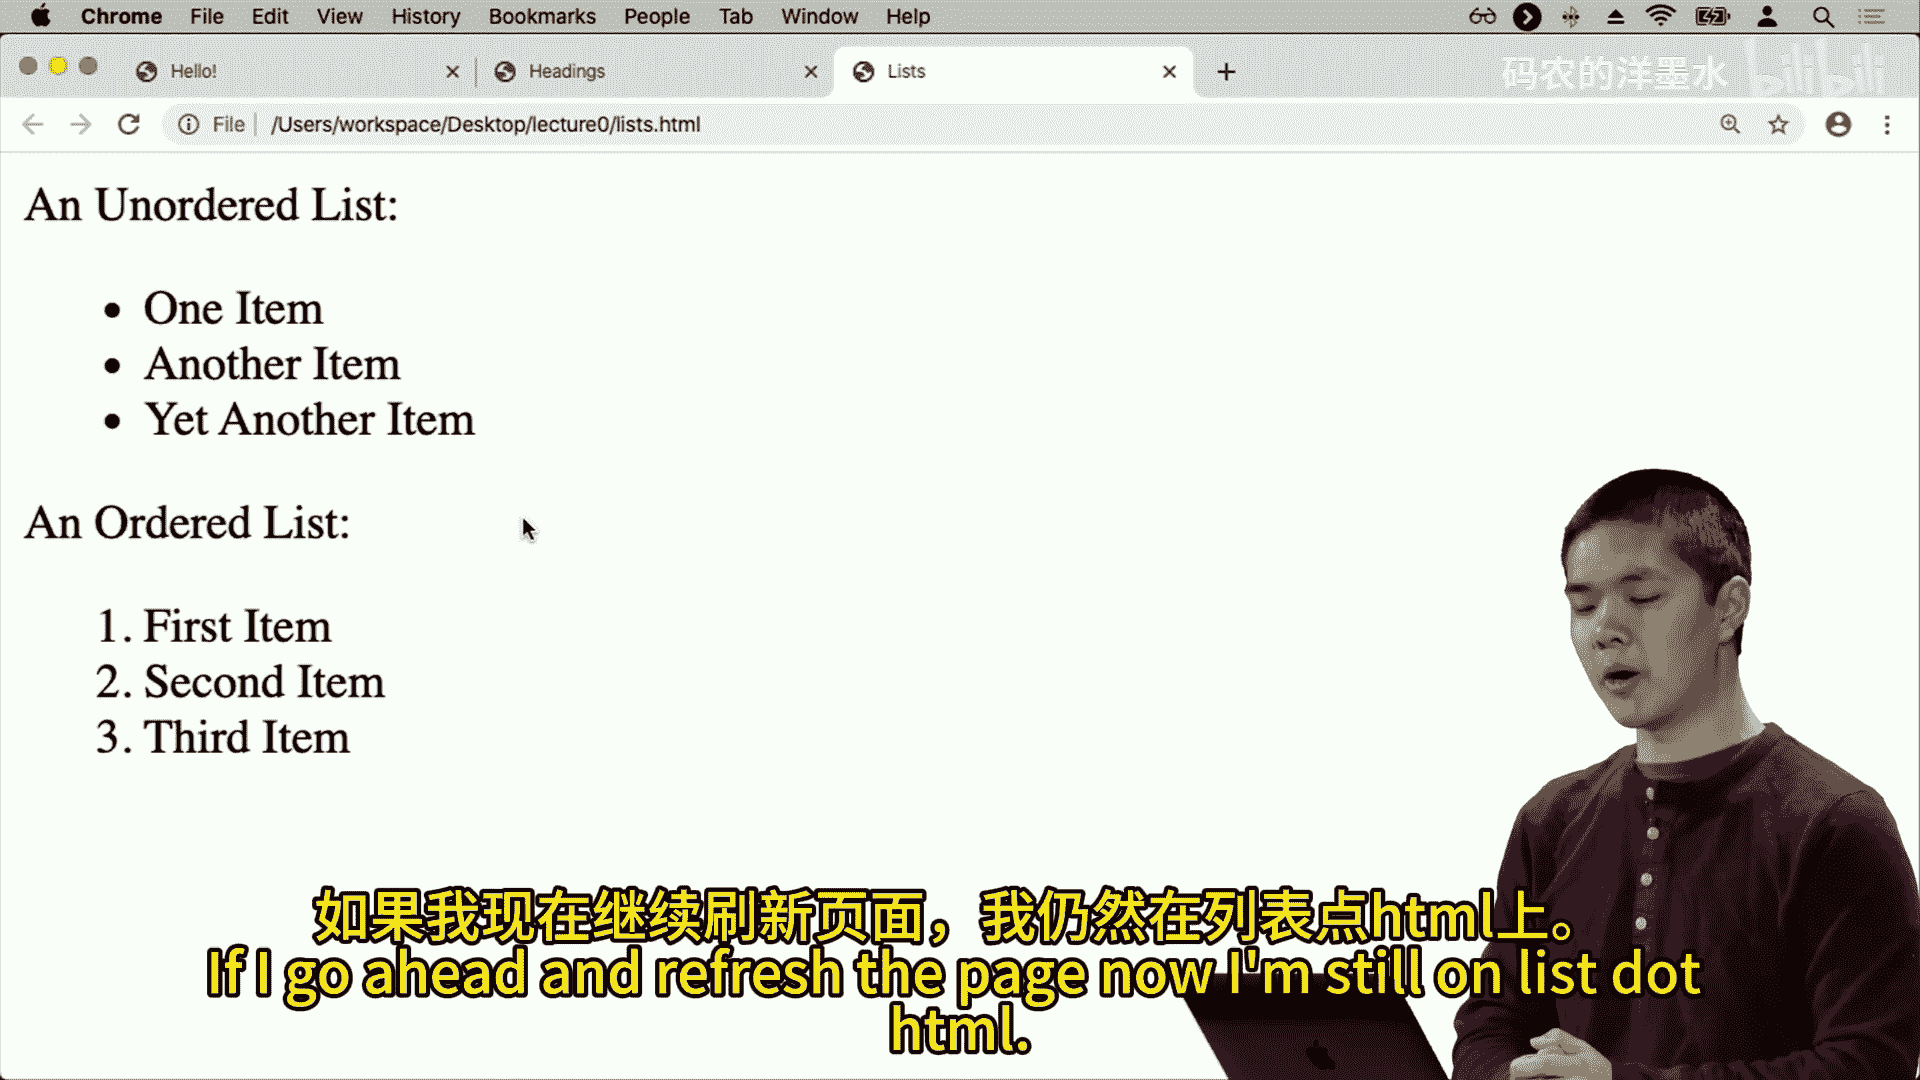 Chrome File Edit View History Bookmarks People Tab Window Help
Hello! Headings Lists
码农的洋墨水 bilibili
File /Users/workspace/Desktop/lecture0/lists.html
An Unordered List:
• One Item
• Another Item
• Yet Another Item
An Ordered List:
1. First Item
2. Second Item
3. Third Item
如果我现在继续刷新页面，我仍然在列表点html上。
If I go ahead and refresh the page now I'm still on list dot
html.